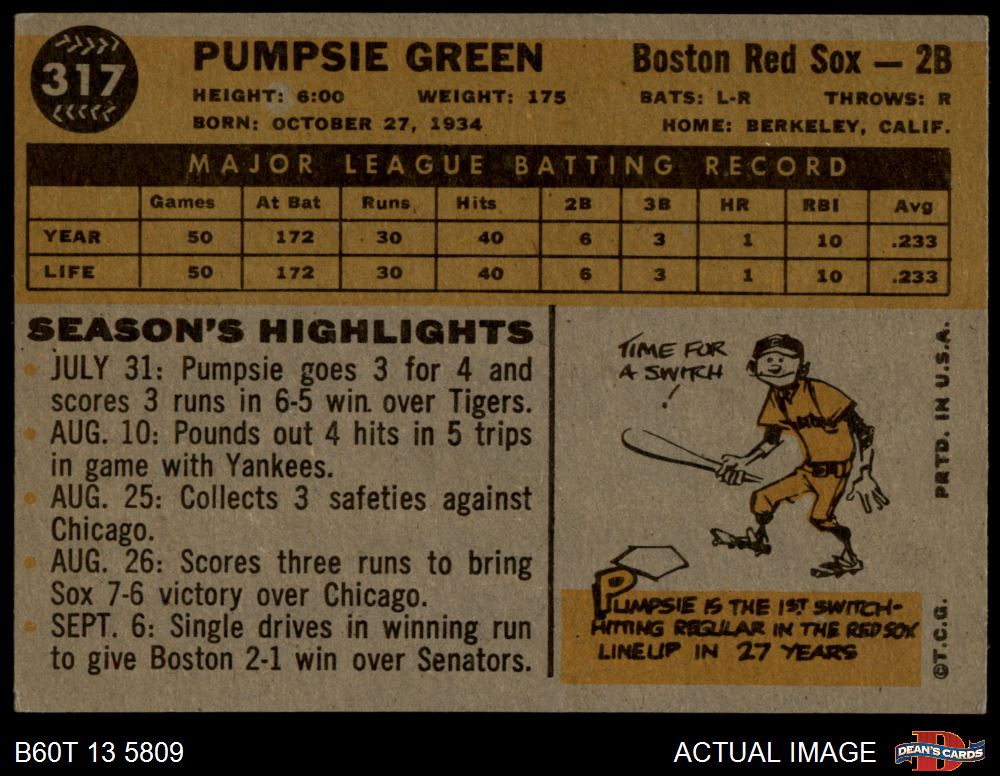 317
PUMPSIE GREEN
Boston Red Sox — 2B
HEIGHT: 6:00 WEIGHT: 175 BATS: L-R THROWS: R
BORN: OCTOBER 27, 1934 HOME: BERKELEY, CALIF.
MAJOR LEAGUE BATTING RECORD
Games At Bat Runs Hits 2B 3B HR RBI Avg
YEAR 50 172 30 40 6 3 1 10 .233
LIFE 50 172 30 40 6 3 1 10 .233
SEASON'S HIGHLIGHTS
JULY 31: Pumpsie goes 3 for 4 and
scores 3 runs in 6-5 win over Tigers.
AUG. 10: Pounds out 4 hits in 5 trips
in game with Yankees.
AUG. 25: Collects 3 safeties against
Chicago.
AUG. 26: Scores three runs to bring
Sox 7-6 victory over Chicago.
SEPT. 6: Single drives in winning run
to give Boston 2-1 win over Senators.
TIME FOR
A SWITCH
!
PUMPSIE IS THE 1ST SWITCH-
HITTING REGULAR IN THE RED SOX
LINEUP IN 27 YEARS
©T.C.G. PRTD. IN U.S.A.
B60T 13 5809
ACTUAL IMAGE
DEAN'S CARDS